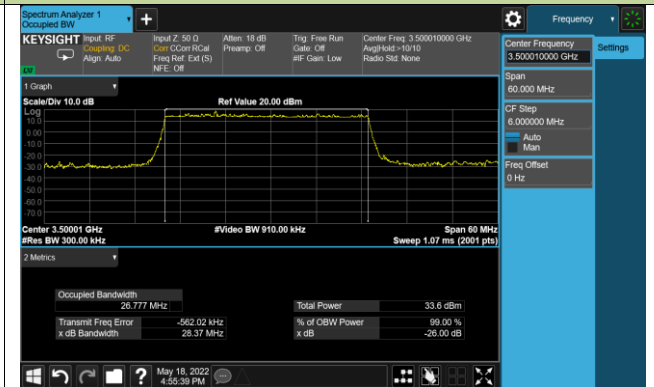 Spectrum Analyzer 1
Occupied BW
Frequency
KEYSIGHT
Input: RF
Coupling: DC
Align: Auto
Input Z: 50 Ω
Corr CCorr RCal
Freq Ref: Ext (S)
NFE: Off
Atten: 18 dB
Preamp: Off
Trig: Free Run
Gate: Off
#IF Gain: Low
Center Freq: 3.500010000 GHz
Avg|Hold:>10/10
Radio Std: None
1 Graph
Scale/Div 10.0 dB
Ref Value 20.00 dBm
Log
10.0
0.00
-10.0
-20.0
-30.0
-40.0
-50.0
-60.0
-70.0
Center 3.50001 GHz
#Video BW 910.00 kHz
Span 60 MHz
#Res BW 300.00 kHz
Sweep 1.07 ms (2001 pts)
2 Metrics
Occupied Bandwidth
26.777 MHz
Total Power 33.6 dBm
Transmit Freq Error -562.02 kHz
% of OBW Power 99.00 %
x dB Bandwidth 28.37 MHz
x dB -26.00 dB
Center Frequency
3.500010000 GHz
Settings
Span
60.000 MHz
CF Step
6.000000 MHz
Auto
Man
Freq Offset
0 Hz
May 18, 2022
4:55:39 PM